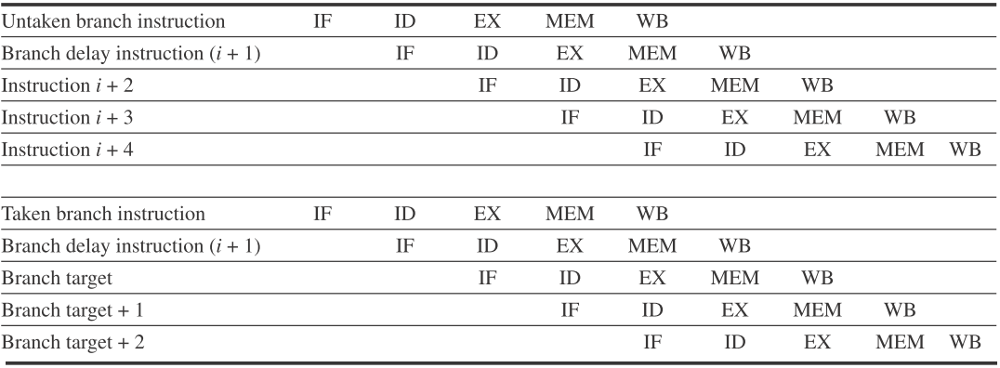 Untaken branch instruction IF ID EX MEM WB
Branch delay instruction (i + 1) IF ID EX MEM WB
Instruction i + 2 IF ID EX MEM WB
Instruction i + 3 IF ID EX MEM WB
Instruction i + 4 IF ID EX MEM WB
Taken branch instruction IF ID EX MEM WB
Branch delay instruction (i + 1) IF ID EX MEM WB
Branch target IF ID EX MEM WB
Branch target + 1 IF ID EX MEM WB
Branch target + 2 IF ID EX MEM WB